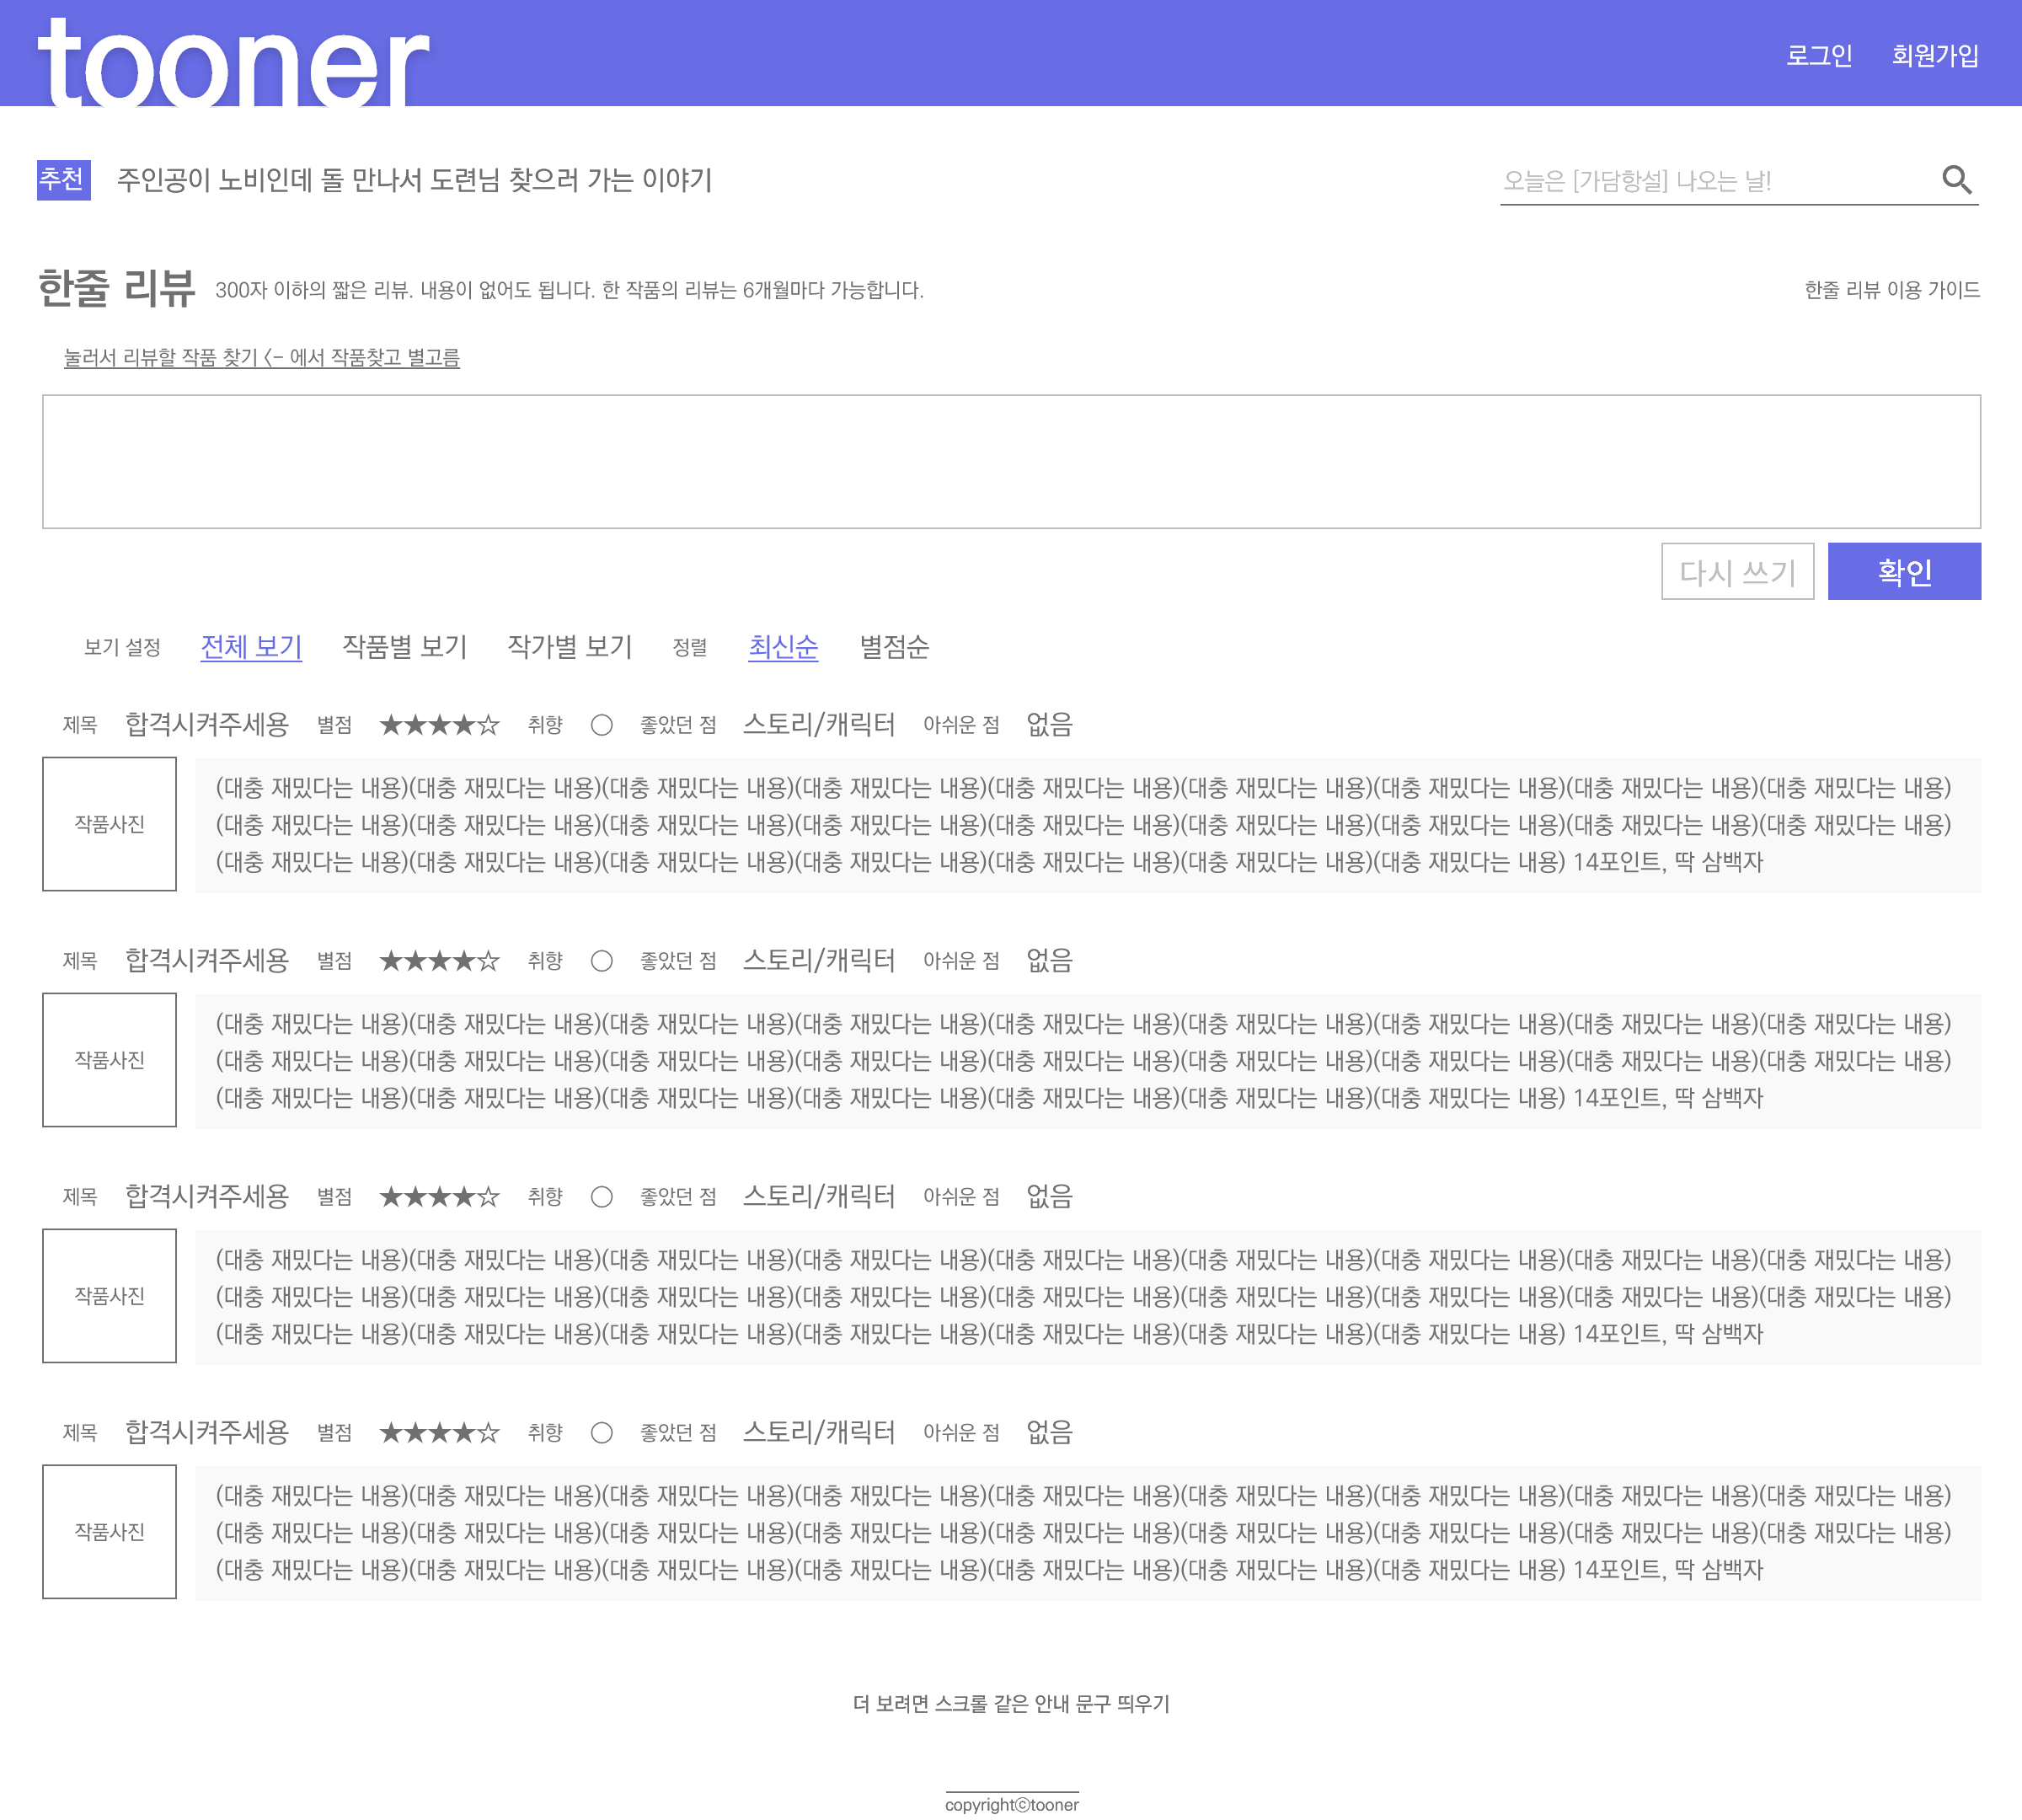 tooner
로그인 회원가입
추천 주인공이 노비인데 돌 만나서 도련님 찾으러 가는 이야기
오늘은 [가담항설] 나오는 날!
한줄 리뷰 300자 이하의 짧은 리뷰. 내용이 없어도 됩니다. 한 작품의 리뷰는 6개월마다 가능합니다.
한줄 리뷰 이용 가이드
눌러서 리뷰할 작품 찾기 <- 에서 작품찾고 별고름
다시 쓰기 확인
보기 설정 전체 보기 작품별 보기 작가별 보기 정렬 최신순 별점순
제목 합격시켜주세용 별점 ★★★★☆ 취향 ○ 좋았던 점 스토리/캐릭터 아쉬운 점 없음
작품사진
(대충 재밌다는 내용)(대충 재밌다는 내용)(대충 재밌다는 내용)(대충 재밌다는 내용)(대충 재밌다는 내용)(대충 재밌다는 내용)(대충 재밌다는 내용)(대충 재밌다는 내용)(대충 재밌다는 내용)
(대충 재밌다는 내용)(대충 재밌다는 내용)(대충 재밌다는 내용)(대충 재밌다는 내용)(대충 재밌다는 내용)(대충 재밌다는 내용)(대충 재밌다는 내용)(대충 재밌다는 내용)(대충 재밌다는 내용)
(대충 재밌다는 내용)(대충 재밌다는 내용)(대충 재밌다는 내용)(대충 재밌다는 내용)(대충 재밌다는 내용)(대충 재밌다는 내용)(대충 재밌다는 내용) 14포인트, 딱 삼백자
제목 합격시켜주세용 별점 ★★★★☆ 취향 ○ 좋았던 점 스토리/캐릭터 아쉬운 점 없음
작품사진
(대충 재밌다는 내용)(대충 재밌다는 내용)(대충 재밌다는 내용)(대충 재밌다는 내용)(대충 재밌다는 내용)(대충 재밌다는 내용)(대충 재밌다는 내용)(대충 재밌다는 내용)(대충 재밌다는 내용)
(대충 재밌다는 내용)(대충 재밌다는 내용)(대충 재밌다는 내용)(대충 재밌다는 내용)(대충 재밌다는 내용)(대충 재밌다는 내용)(대충 재밌다는 내용)(대충 재밌다는 내용)(대충 재밌다는 내용)
(대충 재밌다는 내용)(대충 재밌다는 내용)(대충 재밌다는 내용)(대충 재밌다는 내용)(대충 재밌다는 내용)(대충 재밌다는 내용)(대충 재밌다는 내용) 14포인트, 딱 삼백자
제목 합격시켜주세용 별점 ★★★★☆ 취향 ○ 좋았던 점 스토리/캐릭터 아쉬운 점 없음
작품사진
(대충 재밌다는 내용)(대충 재밌다는 내용)(대충 재밌다는 내용)(대충 재밌다는 내용)(대충 재밌다는 내용)(대충 재밌다는 내용)(대충 재밌다는 내용)(대충 재밌다는 내용)(대충 재밌다는 내용)
(대충 재밌다는 내용)(대충 재밌다는 내용)(대충 재밌다는 내용)(대충 재밌다는 내용)(대충 재밌다는 내용)(대충 재밌다는 내용)(대충 재밌다는 내용)(대충 재밌다는 내용)(대충 재밌다는 내용)
(대충 재밌다는 내용)(대충 재밌다는 내용)(대충 재밌다는 내용)(대충 재밌다는 내용)(대충 재밌다는 내용)(대충 재밌다는 내용)(대충 재밌다는 내용) 14포인트, 딱 삼백자
제목 합격시켜주세용 별점 ★★★★☆ 취향 ○ 좋았던 점 스토리/캐릭터 아쉬운 점 없음
작품사진
(대충 재밌다는 내용)(대충 재밌다는 내용)(대충 재밌다는 내용)(대충 재밌다는 내용)(대충 재밌다는 내용)(대충 재밌다는 내용)(대충 재밌다는 내용)(대충 재밌다는 내용)(대충 재밌다는 내용)
(대충 재밌다는 내용)(대충 재밌다는 내용)(대충 재밌다는 내용)(대충 재밌다는 내용)(대충 재밌다는 내용)(대충 재밌다는 내용)(대충 재밌다는 내용)(대충 재밌다는 내용)(대충 재밌다는 내용)
(대충 재밌다는 내용)(대충 재밌다는 내용)(대충 재밌다는 내용)(대충 재밌다는 내용)(대충 재밌다는 내용)(대충 재밌다는 내용)(대충 재밌다는 내용) 14포인트, 딱 삼백자
더 보려면 스크롤 같은 안내 문구 띄우기
copyrightⓒtooner